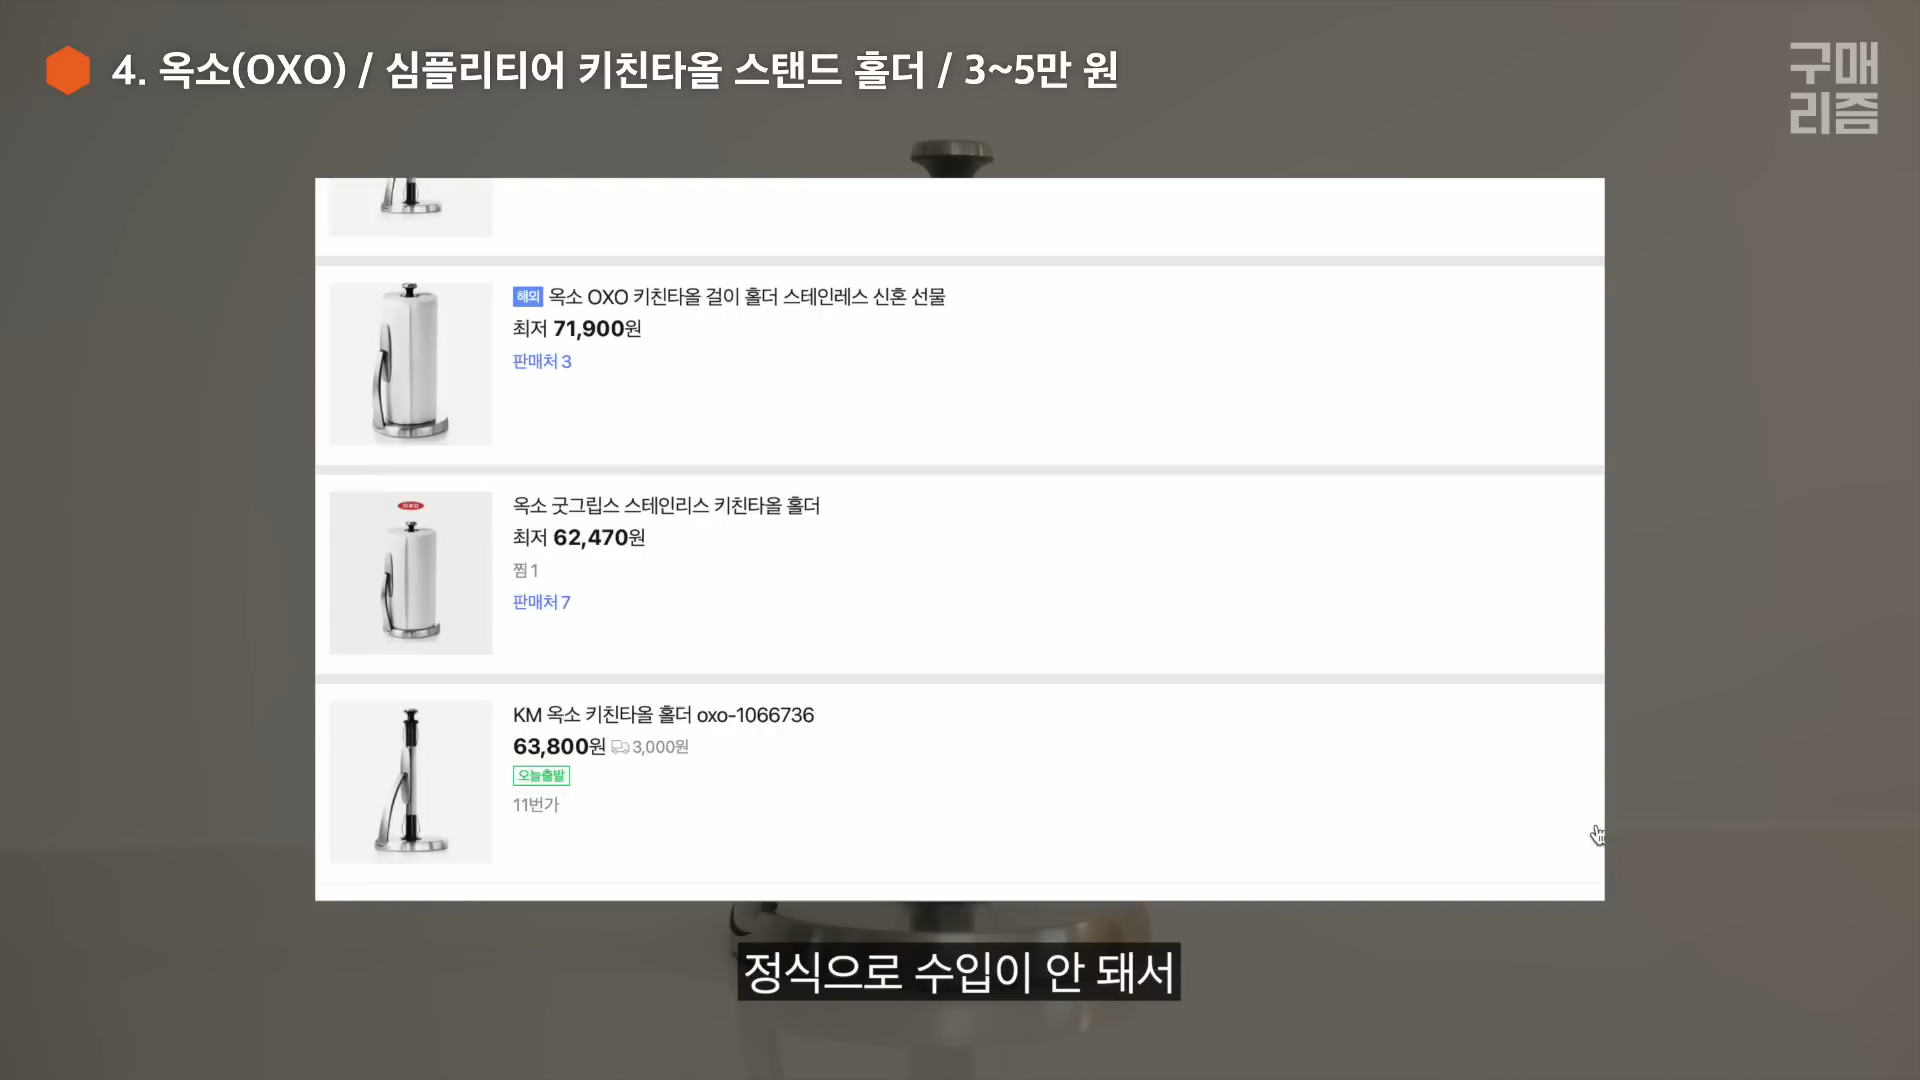 4. 옥소(OXO) / 심플리티어 키친타올 스탠드 홀더 / 3~5만 원
구매
리즘
해외 옥소 OXO 키친타올 걸이 홀더 스테인레스 신혼 선물
최저 71,900원
판매처 3
OXO
옥소 굿그립스 스테인리스 키친타올 홀더
최저 62,470원
찜 1
판매처 7
KM 옥소 키친타올 홀더 oxo-1066736
63,800원 3,000원
오늘출발
11번가
정식으로 수입이 안 돼서